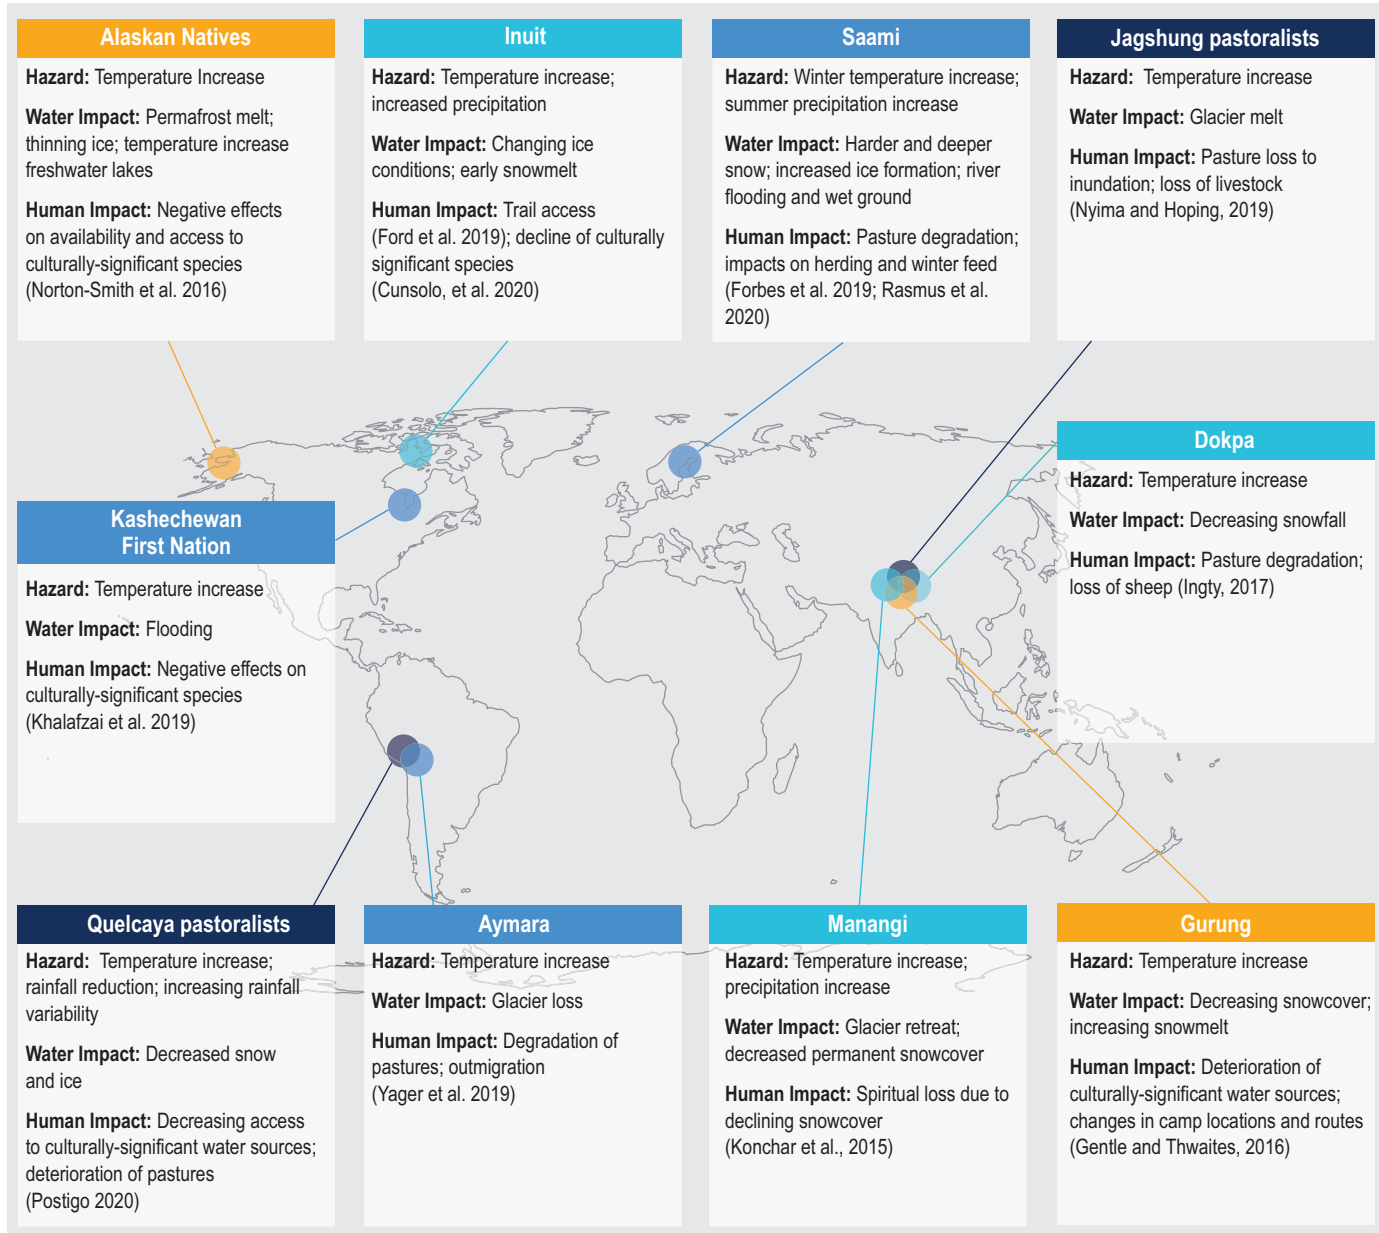 Alaskan Natives
Hazard: Temperature Increase
Water Impact: Permafrost melt;
thinning ice; temperature increase
freshwater lakes
Human Impact: Negative effects
on availability and access to
culturally-significant species
(Norton-Smith et al. 2016)
Inuit
Hazard: Temperature increase;
increased precipitation
Water Impact: Changing ice
conditions; early snowmelt
Human Impact: Trail access
(Ford et al. 2019); decline of culturally
significant species
(Cunsolo, et al. 2020)
Saami
Hazard: Winter temperature increase;
summer precipitation increase
Water Impact: Harder and deeper
snow; increased ice formation; river
flooding and wet ground
Human Impact: Pasture degradation;
impacts on herding and winter feed
(Forbes et al. 2019; Rasmus et al.
2020)
Jagshung pastoralists
Hazard: Temperature increase
Water Impact: Glacier melt
Human Impact: Pasture loss to
inundation; loss of livestock
(Nyima and Hoping, 2019)
Kashechewan
First Nation
Hazard: Temperature increase
Water Impact: Flooding
Human Impact: Negative effects on
culturally-significant species
(Khalafzai et al. 2019)
Dokpa
Hazard: Temperature increase
Water Impact: Decreasing snowfall
Human Impact: Pasture degradation;
loss of sheep (Ingty, 2017)
Quelcaya pastoralists
Hazard: Temperature increase;
rainfall reduction; increasing rainfall
variability
Water Impact: Decreased snow
and ice
Human Impact: Decreasing access
to culturally-significant water sources;
deterioration of pastures
(Postigo 2020)
Aymara
Hazard: Temperature increase
Water Impact: Glacier loss
Human Impact: Degradation of
pastures; outmigration
(Yager et al. 2019)
Manangi
Hazard: Temperature increase;
precipitation increase
Water Impact: Glacier retreat;
decreased permanent snowcover
Human Impact: Spiritual loss due to
declining snowcover
(Konchar et al., 2015)
Gurung
Hazard: Temperature increase
Water Impact: Decreasing snowcover;
increasing snowmelt
Human Impact: Deterioration of
culturally-significant water sources;
changes in camp locations and routes
(Gentle and Thwaites, 2016)